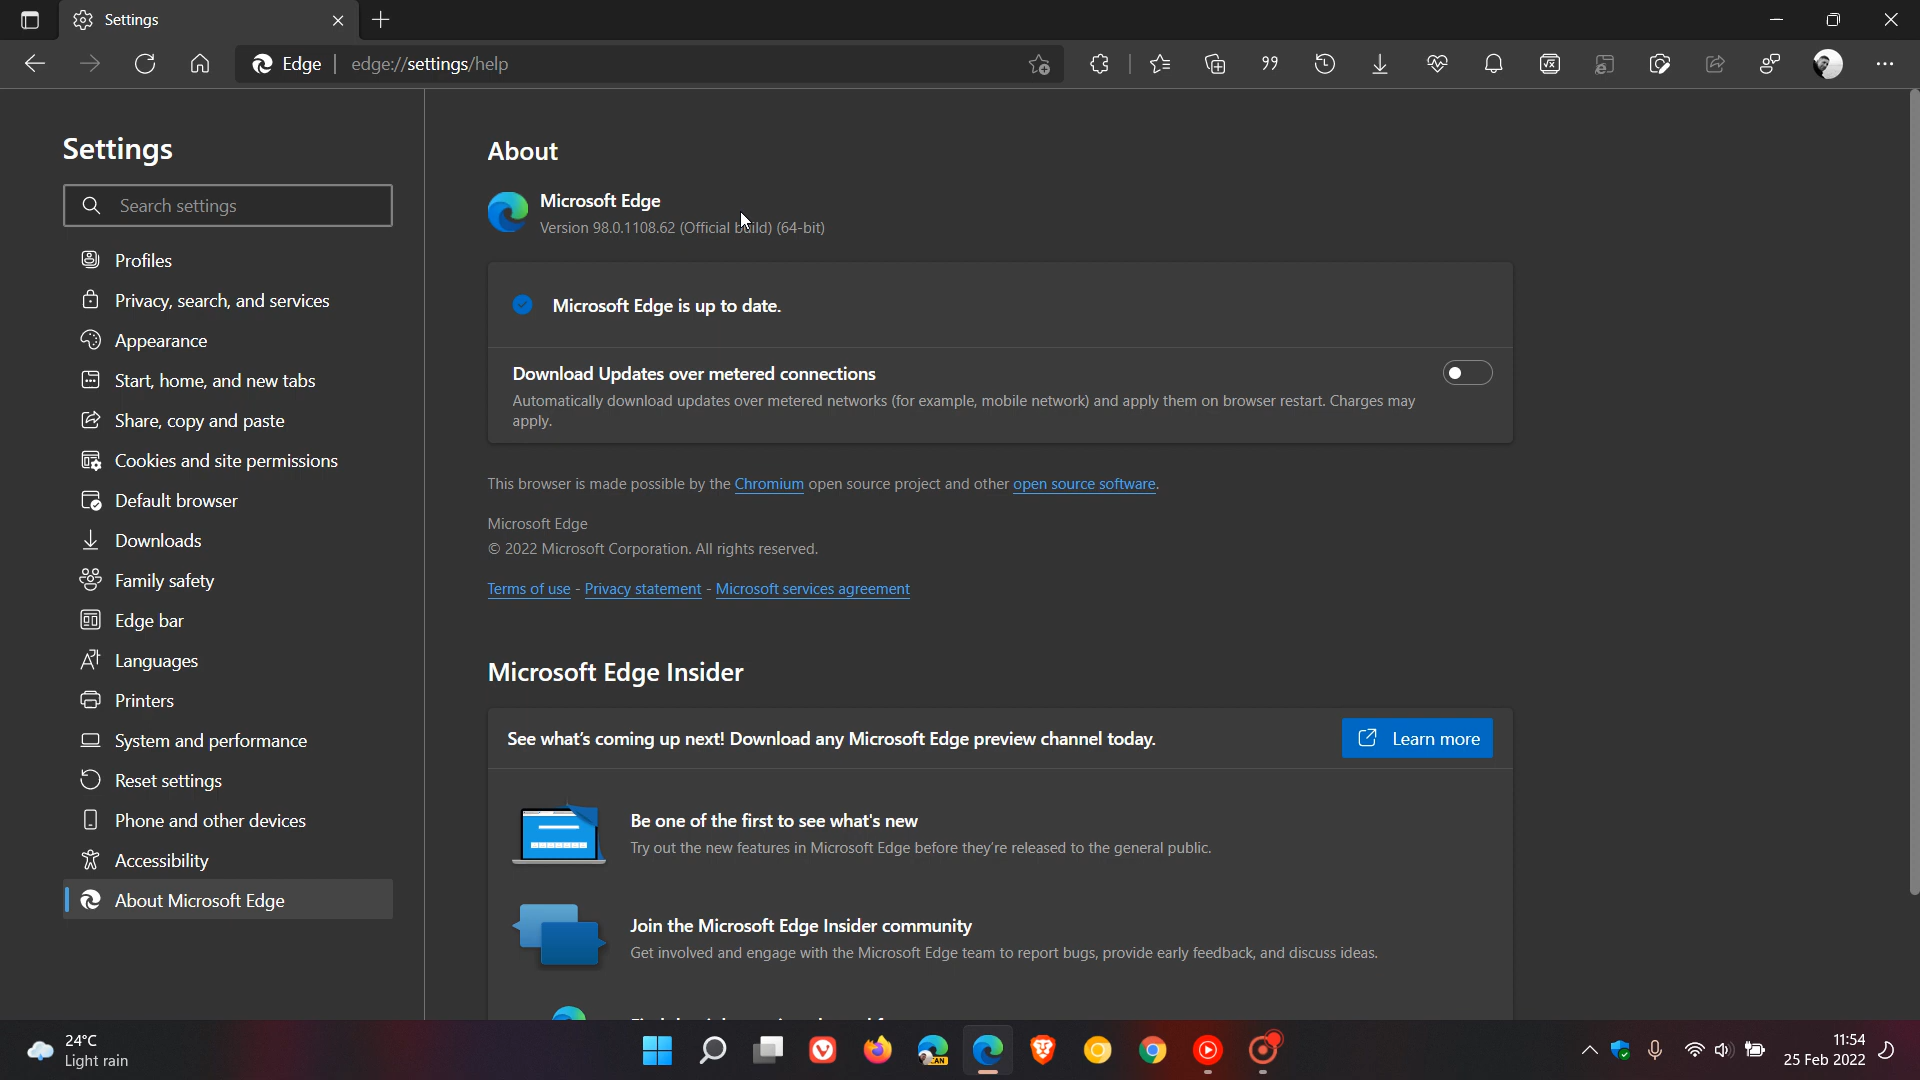 Settings
Edge
edge://settings/help
Settings
Search settings
Profiles
Privacy, search, and services
Appearance
Start, home, and new tabs
Share, copy and paste
Cookies and site permissions
Default browser
Downloads
Family safety
Edge bar
Languages
Printers
System and performance
Reset settings
Phone and other devices
Accessibility
About Microsoft Edge
About
Microsoft Edge
Version 98.0.1108.62 (Official build) (64-bit)
Microsoft Edge is up to date.
Download Updates over metered connections
Automatically download updates over metered networks (for example, mobile network) and apply them on browser restart. Charges may
apply.
This browser is made possible by the Chromium open source project and other open source software.
Microsoft Edge
© 2022 Microsoft Corporation. All rights reserved.
Terms of use - Privacy statement - Microsoft services agreement
Microsoft Edge Insider
See what's coming up next! Download any Microsoft Edge preview channel today.
Learn more
Be one of the first to see what's new
Try out the new features in Microsoft Edge before they're released to the general public.
Join the Microsoft Edge Insider community
Get involved and engage with the Microsoft Edge team to report bugs, provide early feedback, and discuss ideas.
24°C
Light rain
CAN
11:54
25 Feb 2022